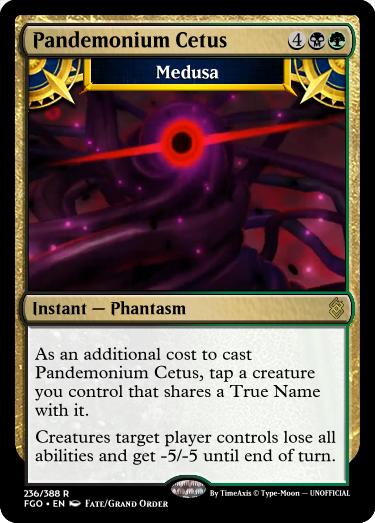 Pandemonium Cetus 4
Medusa
Instant — Phantasm
As an additional cost to cast
Pandemonium Cetus, tap a creature
you control that shares a True Name
with it.
Creatures target player controls lose all
abilities and get -5/-5 until end of turn.
236/388 R
FGO • EN Fate/Grand Order
By TimeAxis © Type-Moon — UNOFFICIAL